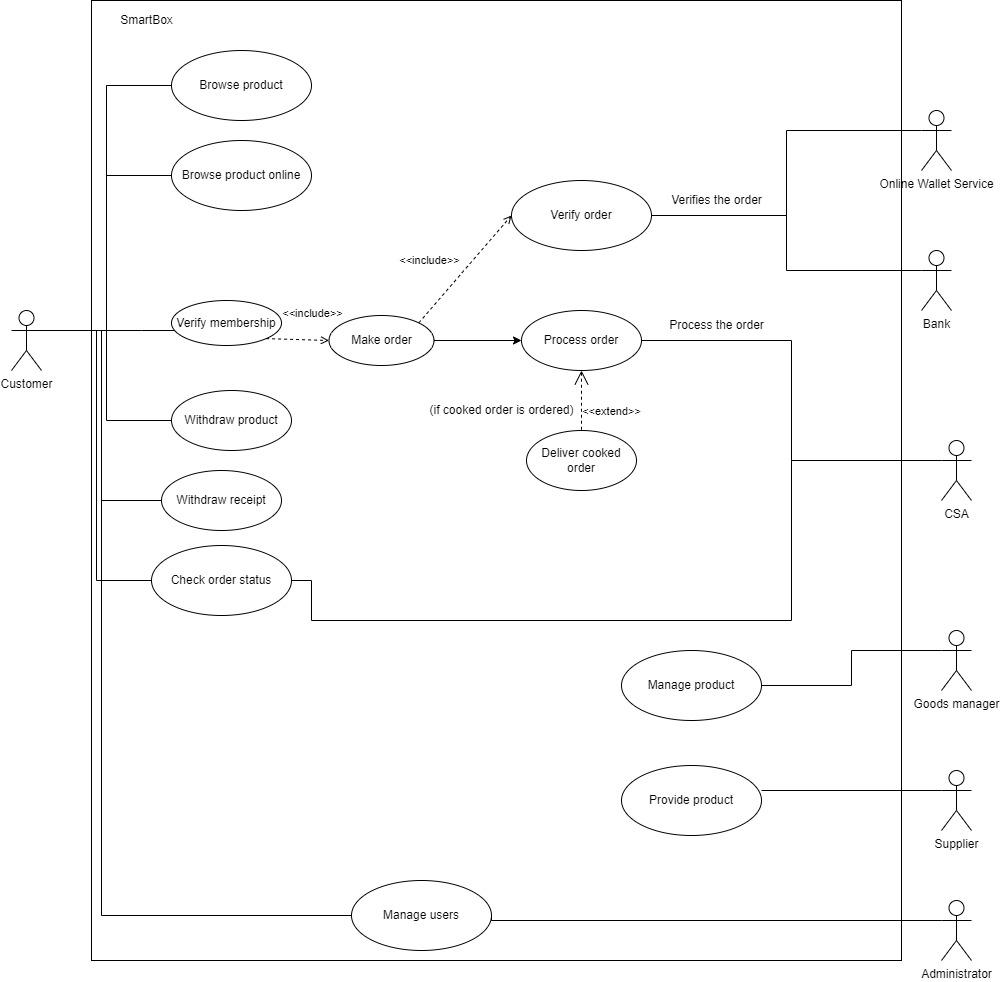 SmartBox
Browse product
Browse product online
Online Wallet Service
Verifies the order
Verify order
<<include>>
<<include>>
Verify membership
Make order
Process order
Process the order
Bank
Customer
(if cooked order is ordered)
<<extend>>
Withdraw product
Deliver cooked
order
Withdraw receipt
CSA
Check order status
Manage product
Goods manager
Provide product
Supplier
Manage users
Administrator